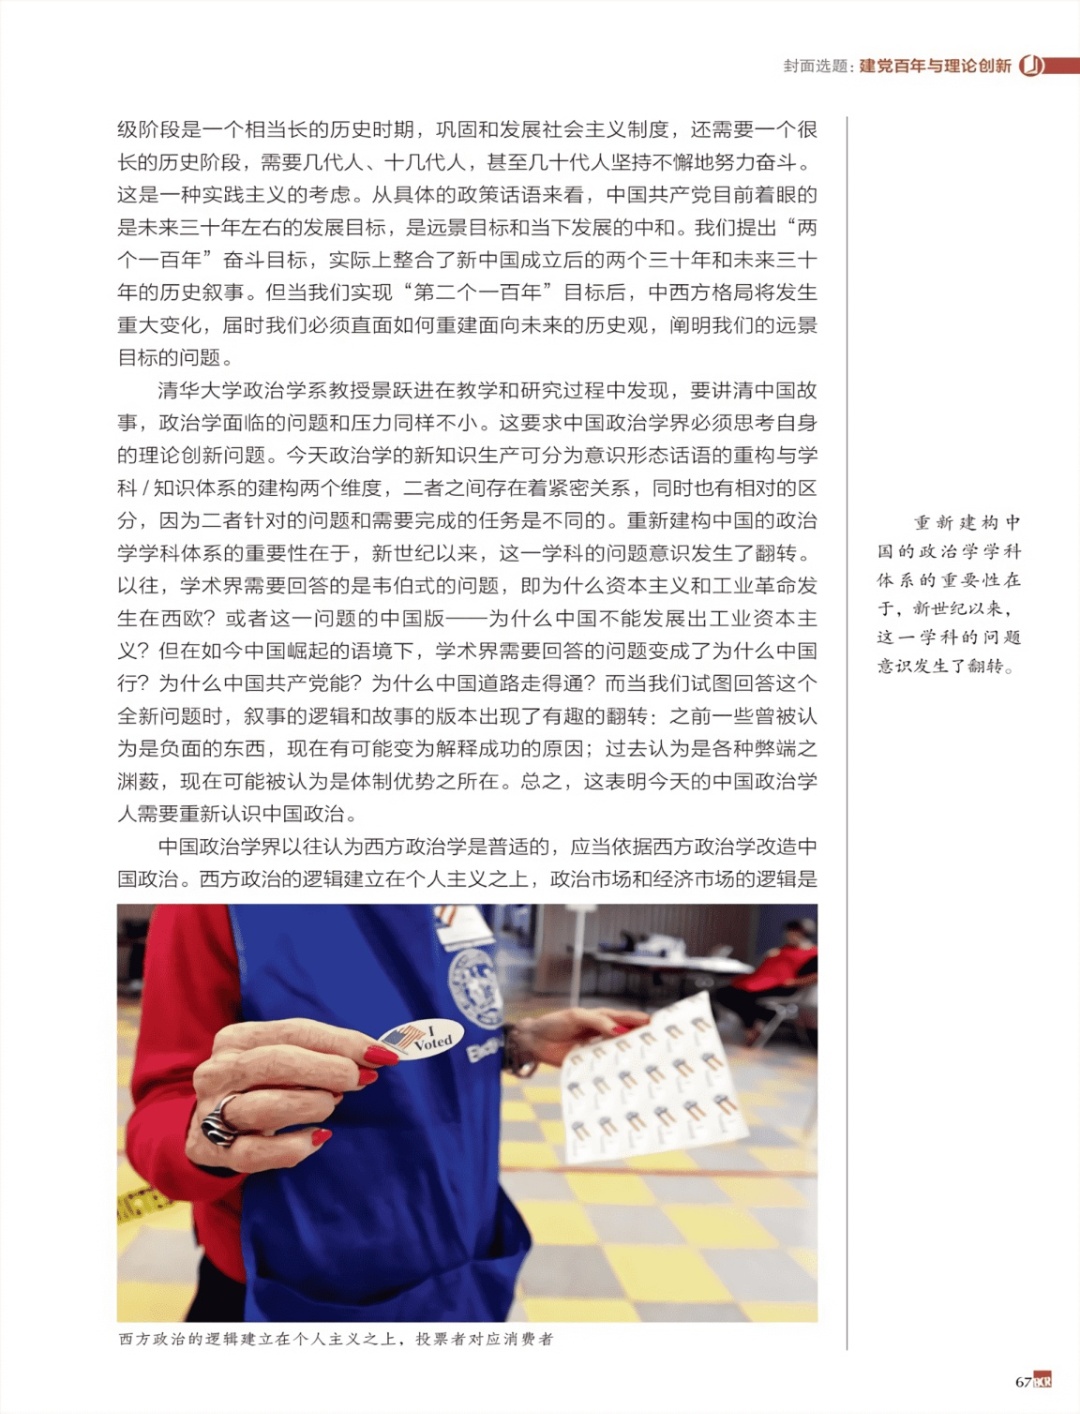 封面选题：建党百年与理论创新
级阶段是一个相当长的历史时期，巩固和发展社会主义制度，还需要一个很
长的历史阶段，需要几代人、十几代人，甚至几十代人坚持不懈地努力奋斗。
这是一种实践主义的考虑。从具体的政策话语来看，中国共产党目前着眼的
是未来三十年左右的发展目标，是远景目标和当下发展的中和。我们提出“两
个一百年”奋斗目标，实际上整合了新中国成立后的两个三十年和未来三十
年的历史叙事。但当我们实现“第二个一百年”目标后，中西方格局将发生
重大变化，届时我们必须直面如何重建面向未来的历史观，阐明我们的远景
目标的问题。
清华大学政治学系教授景跃进在教学和研究过程中发现，要讲清中国故
事，政治学面临的问题和压力同样不小。这要求中国政治学界必须思考自身
的理论创新问题。今天政治学的新知识生产可分为意识形态话语的重构与学
科/知识体系的建构两个维度，二者之间存在着紧密关系，同时也有相对的区
分，因为二者针对的问题和需要完成的任务是不同的。重新建构中国的政治
学学科体系的重要性在于，新世纪以来，这一学科的问题意识发生了翻转。
以往，学术界需要回答的是韦伯式的问题，即为什么资本主义和工业革命发
生在西欧？或者这一问题的中国版——为什么中国不能发展出工业资本主
义？但在如今中国崛起的语境下，学术界需要回答的问题变成了为什么中国
行？为什么中国共产党能？为什么中国道路走得通？而当我们试图回答这个
全新问题时，叙事的逻辑和故事的版本出现了有趣的翻转：之前一些曾被认
为是负面的东西，现在有可能变为解释成功的原因；过去认为是各种弊端之
渊薮，现在可能被认为是体制优势之所在。总之，这表明今天的中国政治学
人需要重新认识中国政治。
中国政治学界以往认为西方政治学是普适的，应当依据西方政治学改造中
国政治。西方政治的逻辑建立在个人主义之上，政治市场和经济市场的逻辑是
重新建构中
国的政治学学科
体系的重要性在
于，新世纪以来，
这一学科的问题
意识发生了翻转。
I
Voted
西方政治的逻辑建立在个人主义之上，投票者对应消费者
67